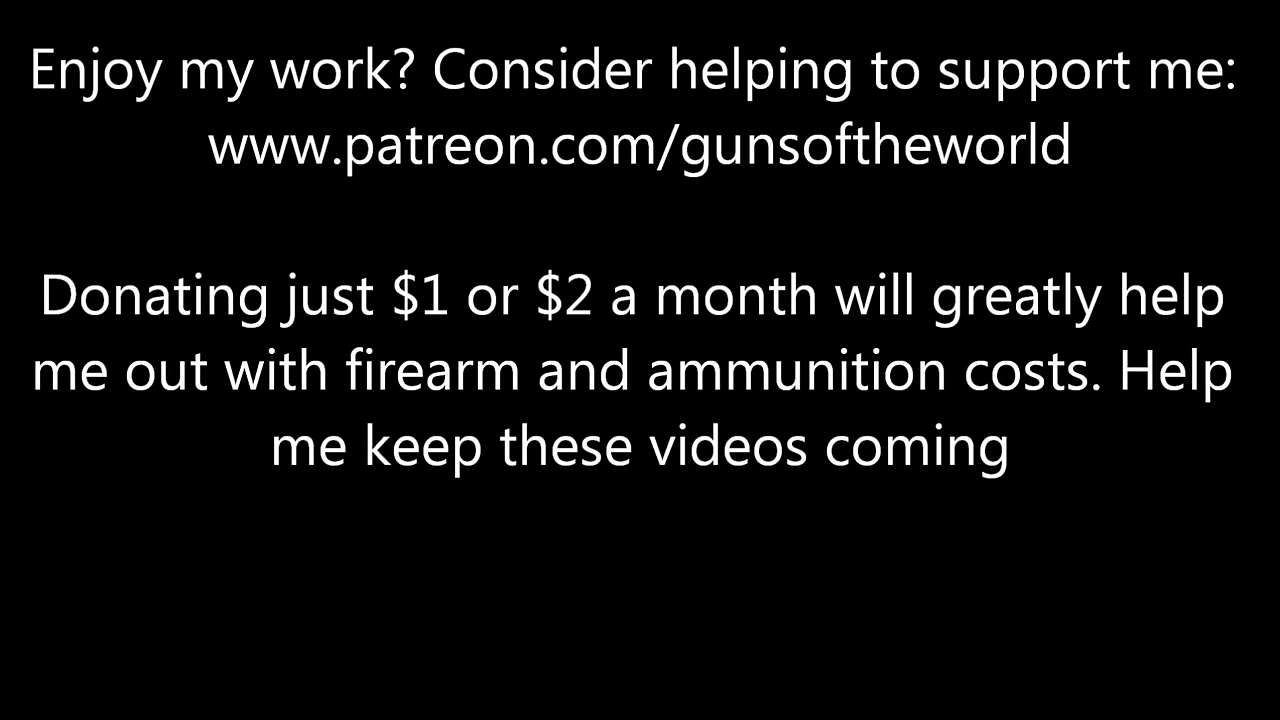 Enjoy my work? Consider helping to support me:
www.patreon.com/gunsoftheworld
Donating just $1 or $2 a month will greatly help
me out with firearm and ammunition costs. Help
me keep these videos coming